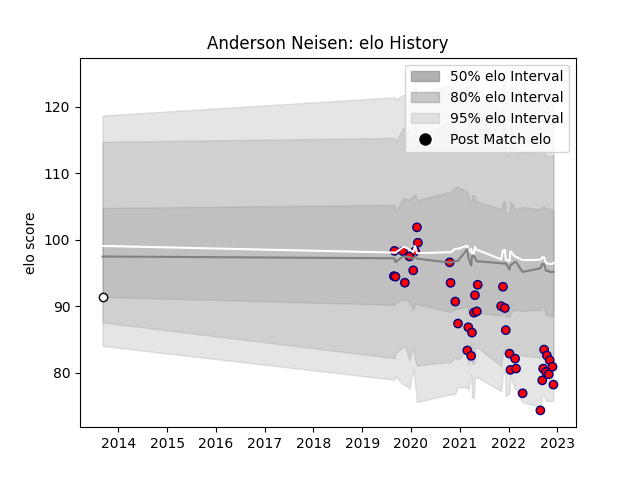 Anderson Neisen: elo History
50% elo Interval
80% elo Interval
95% elo Interval
Post Match elo
elo score
120
110
100
90
80
2014 2015 2016 2017 2018 2019 2020 2021 2022 2023